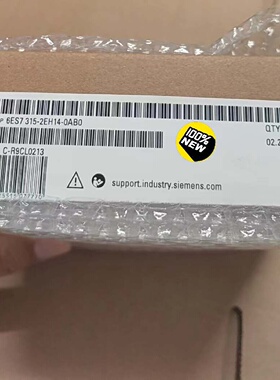 P 6ES7 315-2EH14-0AB0
100%
NEW
QTY
02.2
C-R9CL0213
support.industry.siemens.com